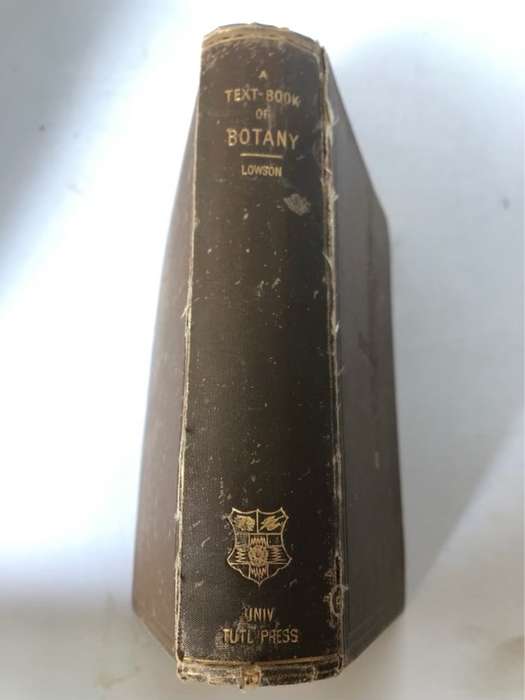 A
TEXT-BOOK
OF
BOTANY
LOWSON
UNIV
TUTL PRESS